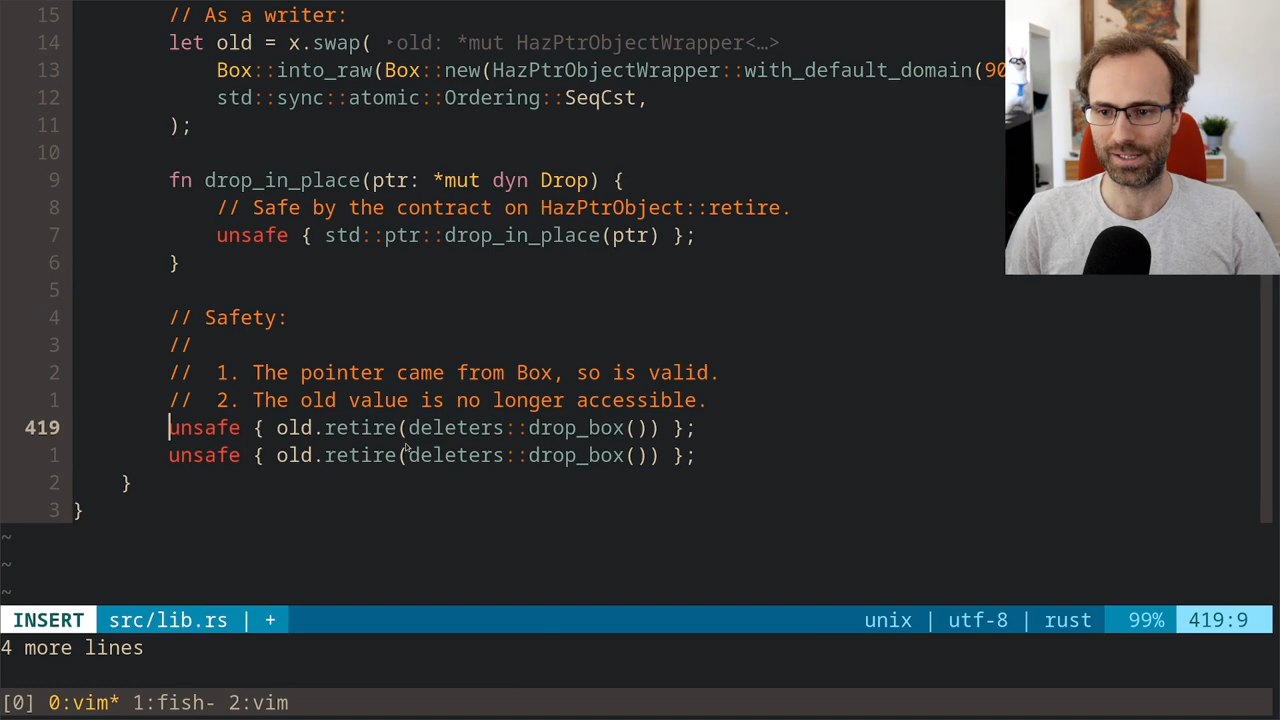 15 // As a writer:
14 let old = x.swap( ▸old: *mut HazPtrObjectWrapper<…>
13 Box::into_raw(Box::new(HazPtrObjectWrapper::with_default_domain(90
12 std::sync::atomic::Ordering::SeqCst,
11 );
10
9 fn drop_in_place(ptr: *mut dyn Drop) {
8 // Safe by the contract on HazPtrObject::retire.
7 unsafe { std::ptr::drop_in_place(ptr) };
6 }
5
4 // Safety:
3 //
2 // 1. The pointer came from Box, so is valid.
1 // 2. The old value is no longer accessible.
419 unsafe { old.retire(deleters::drop_box()) };
1 unsafe { old.retire(deleters::drop_box()) };
2 }
3 }
~
~
~
INSERT src/lib.rs | + unix | utf-8 | rust 99% 419:9
4 more lines
[0] 0:vim* 1:fish- 2:vim